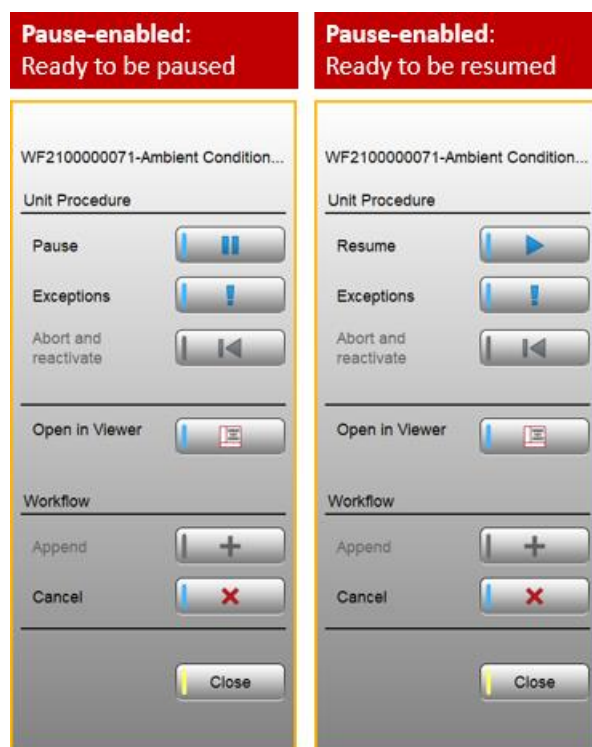 Pause-enabled:
Ready to be paused
WF2100000071-Ambient Condition...
Unit Procedure
Pause
Exceptions
Abort and
reactivate
Open in Viewer
Workflow
Append
Cancel
Close
Pause-enabled:
Ready to be resumed
WF2100000071-Ambient Condition...
Unit Procedure
Resume
Exceptions
Abort and
reactivate
Open in Viewer
Workflow
Append
Cancel
Close